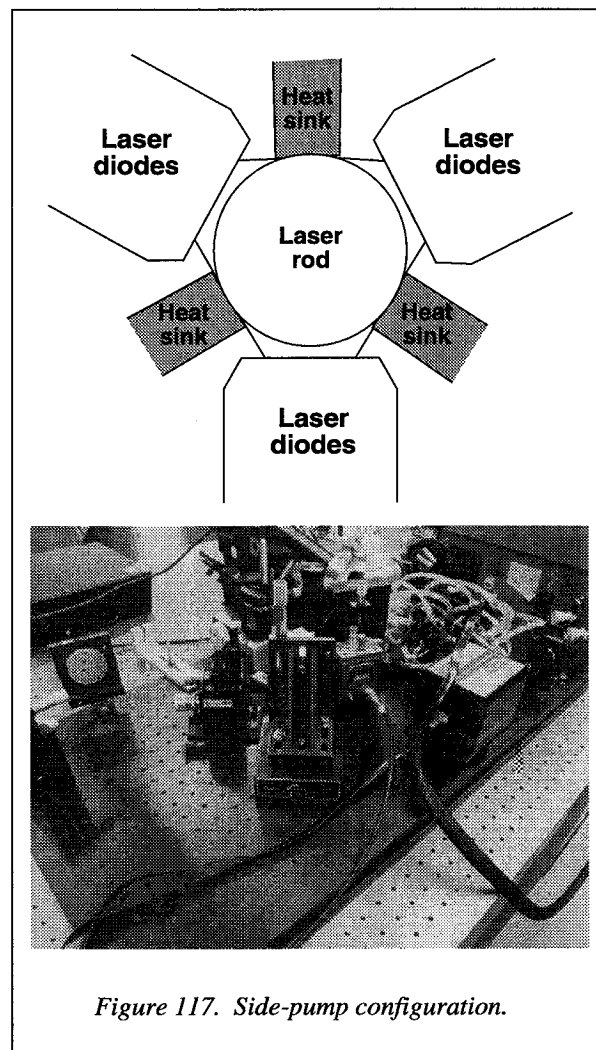 Heat
sink
Laser
diodes
Laser
diodes
Laser
rod
Heat
sink
Heat
sink
Laser
diodes
Figure 117. Side-pump configuration.